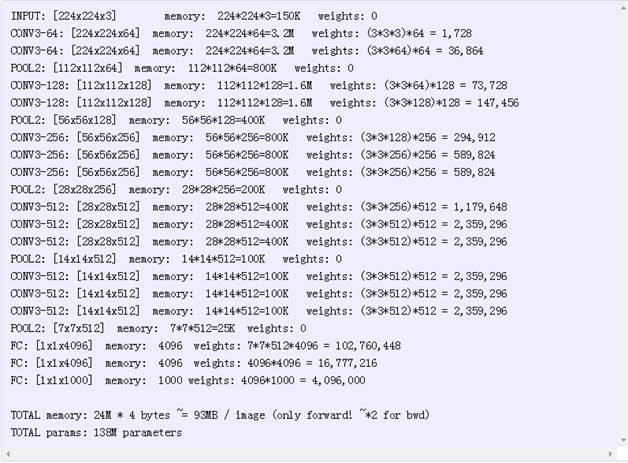 INPUT: [224x224x3] memory: 224*224*3=150K weights: 0
CONV3-64: [224x224x64] memory: 224*224*64=3.2M weights: (3*3*3)*64 = 1,728
CONV3-64: [224x224x64] memory: 224*224*64=3.2M weights: (3*3*64)*64 = 36,864
POOL2: [112x112x64] memory: 112*112*64=800K weights: 0
CONV3-128: [112x112x128] memory: 112*112*128=1.6M weights: (3*3*64)*128 = 73,728
CONV3-128: [112x112x128] memory: 112*112*128=1.6M weights: (3*3*128)*128 = 147,456
POOL2: [56x56x128] memory: 56*56*128=400K weights: 0
CONV3-256: [56x56x256] memory: 56*56*256=800K weights: (3*3*128)*256 = 294,912
CONV3-256: [56x56x256] memory: 56*56*256=800K weights: (3*3*256)*256 = 589,824
CONV3-256: [56x56x256] memory: 56*56*256=800K weights: (3*3*256)*256 = 589,824
POOL2: [28x28x256] memory: 28*28*256=200K weights: 0
CONV3-512: [28x28x512] memory: 28*28*512=400K weights: (3*3*256)*512 = 1,179,648
CONV3-512: [28x28x512] memory: 28*28*512=400K weights: (3*3*512)*512 = 2,359,296
CONV3-512: [28x28x512] memory: 28*28*512=400K weights: (3*3*512)*512 = 2,359,296
POOL2: [14x14x512] memory: 14*14*512=100K weights: 0
CONV3-512: [14x14x512] memory: 14*14*512=100K weights: (3*3*512)*512 = 2,359,296
CONV3-512: [14x14x512] memory: 14*14*512=100K weights: (3*3*512)*512 = 2,359,296
CONV3-512: [14x14x512] memory: 14*14*512=100K weights: (3*3*512)*512 = 2,359,296
POOL2: [7x7x512] memory: 7*7*512=25K weights: 0
FC: [1x1x4096] memory: 4096 weights: 7*7*512*4096 = 102,760,448
FC: [1x1x4096] memory: 4096 weights: 4096*4096 = 16,777,216
FC: [1x1x1000] memory: 1000 weights: 4096*1000 = 4,096,000
TOTAL memory: 24M * 4 bytes ~= 93MB / image (only forward! ~*2 for bwd)
TOTAL params: 138M parameters